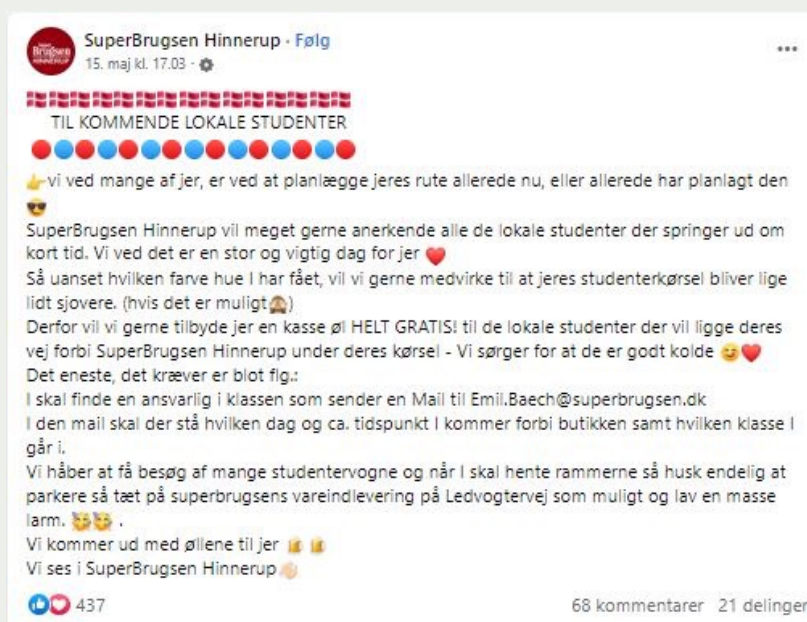 SuperBrugsen Hinnerup · Følg
15. maj kl. 17.03 ·
Brugsen
HINNERUP
TIL KOMMENDE LOKALE STUDENTER
vi ved mange af jer, er ved at planlægge jeres rute allerede nu, eller allerede har planlagt den
SuperBrugsen Hinnerup vil meget gerne anerkende alle de lokale studenter der springer ud om
kort tid. Vi ved det er en stor og vigtig dag for jer
Så uanset hvilken farve hue I har fået, vil vi gerne medvirke til at jeres studenterkørsel bliver lige
lidt sjovere. (hvis det er muligt)
Derfor vil vi gerne tilbyde jer en kasse øl HELT GRATIS! til de lokale studenter der vil ligge deres
vej forbi SuperBrugsen Hinnerup under deres kørsel - Vi sørger for at de er godt kolde
Det eneste, det kræver er blot flg.:
I skal finde en ansvarlig i klassen som sender en Mail til Emil.Baech@superbrugsen.dk
I den mail skal der stå hvilken dag og ca. tidspunkt I kommer forbi butikken samt hvilken klasse I
går i.
Vi håber at få besøg af mange studentervogne og når I skal hente rammerne så husk endelig at
parkere så tæt på superbrugsens vareindlevering på Ledvogtervej som muligt og lav en masse
larm. .
Vi kommer ud med øllene til jer
Vi ses i SuperBrugsen Hinnerup
437
68 kommentarer 21 delinger